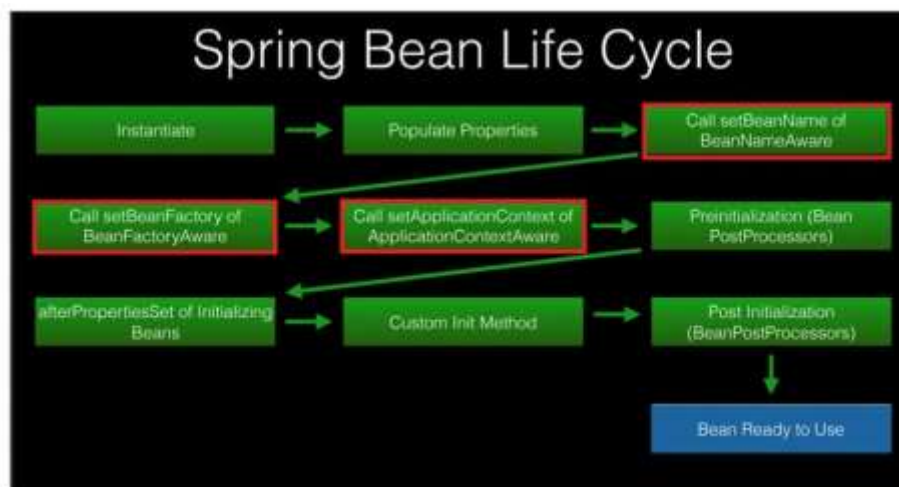 Spring Bean Life Cycle
Instantiate
Populate Properties
Call setBeanName of
BeanNameAware
Call setBeanFactory of
BeanFactoryAware
Call setApplicationContext of
ApplicationContextAware
Preinitialization (Bean
PostProcessors)
afterPropertiesSet of Initializing
Beans
Custom Init Method
Post Initialization
(BeanPostProcessors)
Bean Ready to Use